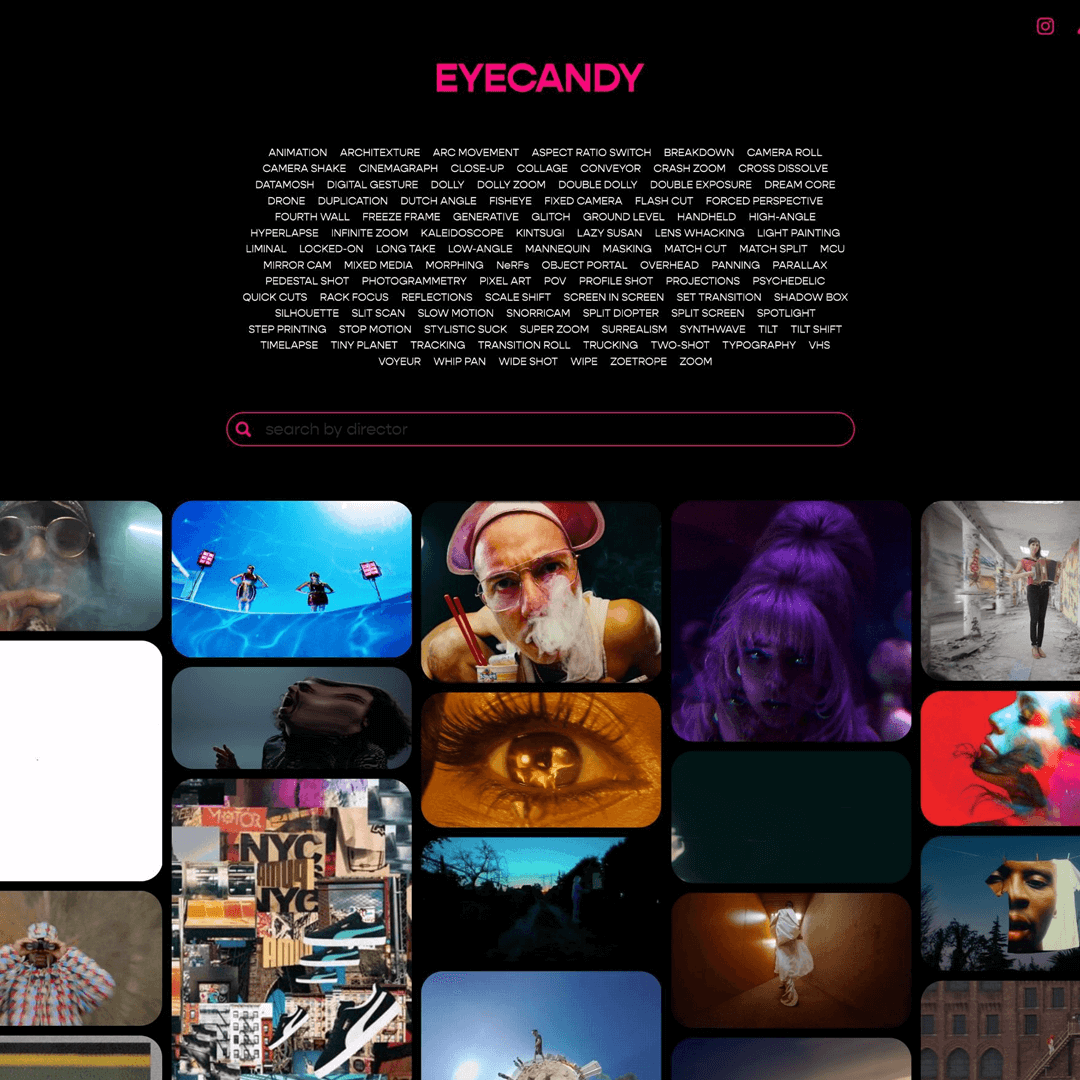 EYECANDY
ANIMATION ARCHITEXTURE ARC MOVEMENT ASPECT RATIO SWITCH BREAKDOWN CAMERA ROLL
CAMERA SHAKE CINEMAGRAPH CLOSE-UP COLLAGE CONVEYOR CRASH ZOOM CROSS DISSOLVE
DATAMOSH DIGITAL GESTURE DOLLY DOLLY ZOOM DOUBLE DOLLY DOUBLE EXPOSURE DREAM CORE
DRONE DUPLICATION DUTCH ANGLE FISHEYE FIXED CAMERA FLASH CUT FORCED PERSPECTIVE
FOURTH WALL FREEZE FRAME GENERATIVE GLITCH GROUND LEVEL HANDHELD HIGH-ANGLE
HYPERLAPSE INFINITE ZOOM KALEIDOSCOPE KINTSUGI LAZY SUSAN LENS WHACKING LIGHT PAINTING
LIMINAL LOCKED-ON LONG TAKE LOW-ANGLE MANNEQUIN MASKING MATCH CUT MATCH SPLIT MCU
MIRROR CAM MIXED MEDIA MORPHING NeRFs OBJECT PORTAL OVERHEAD PANNING PARALLAX
PEDESTAL SHOT PHOTOGRAMMETRY PIXEL ART POV PROFILE SHOT PROJECTIONS PSYCHEDELIC
QUICK CUTS RACK FOCUS REFLECTIONS SCALE SHIFT SCREEN IN SCREEN SET TRANSITION SHADOW BOX
SILHOUETTE SLIT SCAN SLOW MOTION SNORRICAM SPLIT DIOPTER SPLIT SCREEN SPOTLIGHT
STEP PRINTING STOP MOTION STYLISTIC SUCK SUPER ZOOM SURREALISM SYNTHWAVE TILT TILT SHIFT
TIMELAPSE TINY PLANET TRACKING TRANSITION ROLL TRUCKING TWO-SHOT TYPOGRAPHY VHS
VOYEUR WHIP PAN WIDE SHOT WIPE ZOETROPE ZOOM
search by director
MOTOR
NYC
NYC